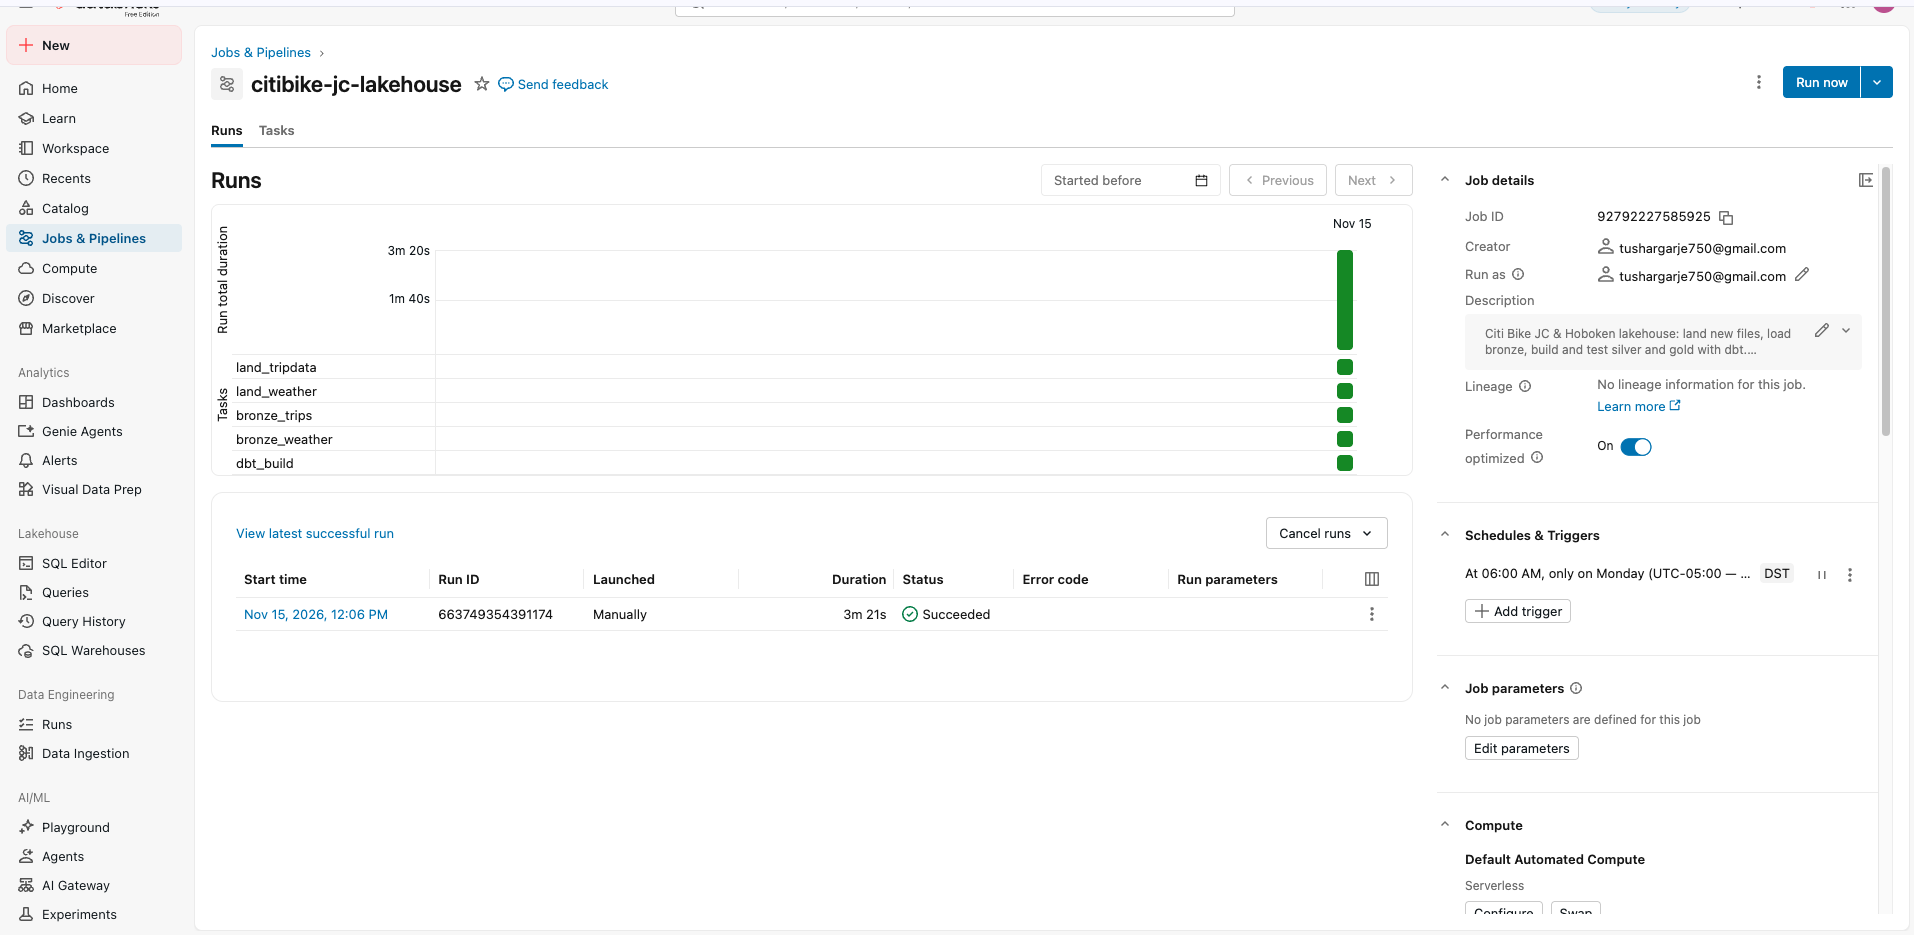 Free Edition
New
Home
Learn
Workspace
Recents
Catalog
Jobs & Pipelines
Compute
Discover
Marketplace
Analytics
Dashboards
Genie Agents
Alerts
Visual Data Prep
Lakehouse
SQL Editor
Queries
Query History
SQL Warehouses
Data Engineering
Runs
Data Ingestion
AI/ML
Playground
Agents
AI Gateway
Experiments
Jobs & Pipelines ›
citibike-jc-lakehouse Send feedback
Run now
Runs Tasks
Runs
Started before Previous Next
Nov 15
Run total duration
3m 20s
1m 40s
Tasks
land_tripdata
land_weather
bronze_trips
bronze_weather
dbt_build
View latest successful run
Cancel runs
Start time Run ID Launched Duration Status Error code Run parameters
Nov 15, 2026, 12:06 PM 663749354391174 Manually 3m 21s Succeeded
Job details
Job ID 92792227585925
Creator tushargarje750@gmail.com
Run as tushargarje750@gmail.com
Description
Citi Bike JC & Hoboken lakehouse: land new files, load
bronze, build and test silver and gold with dbt....
Lineage No lineage information for this job.
Learn more
Performance
optimized On
Schedules & Triggers
At 06:00 AM, only on Monday (UTC-05:00 — ... DST
Add trigger
Job parameters
No job parameters are defined for this job
Edit parameters
Compute
Default Automated Compute
Serverless
Configure Swap